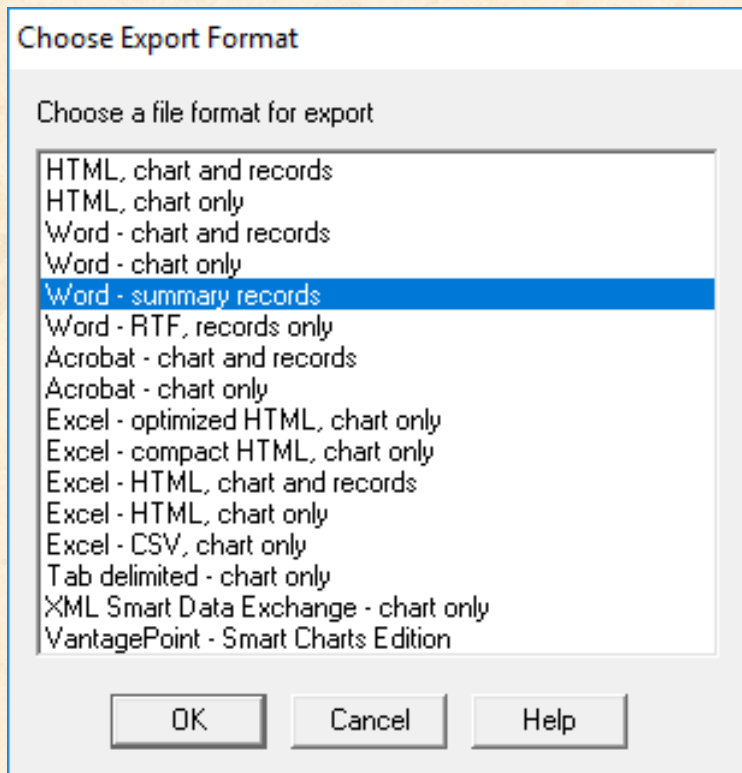 Choose Export Format
Choose a file format for export
HTML, chart and records
HTML, chart only
Word - chart and records
Word - chart only
Word - summary records
Word - RTF, records only
Acrobat - chart and records
Acrobat - chart only
Excel - optimized HTML, chart only
Excel - compact HTML, chart only
Excel - HTML, chart and records
Excel - HTML, chart only
Excel - CSV, chart only
Tab delimited - chart only
XML Smart Data Exchange - chart only
VantagePoint - Smart Charts Edition
OK Cancel Help